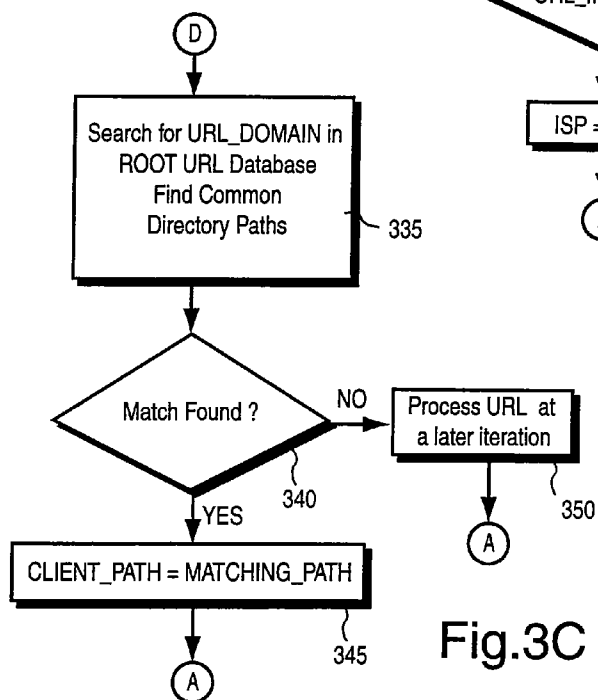 D
Search for URL_DOMAIN in
ROOT URL Database
Find Common
Directory Paths
335
ISP =
Match Found ?
NO
Process URL at
a later iteration
340
350
YES
A
CLIENT_PATH = MATCHING_PATH
345
A
Fig.3C